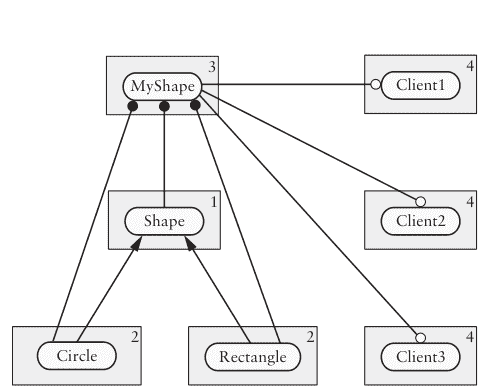 3
MyShape
4
Client1
1
Shape
4
Client2
2
Circle
2
Rectangle
4
Client3